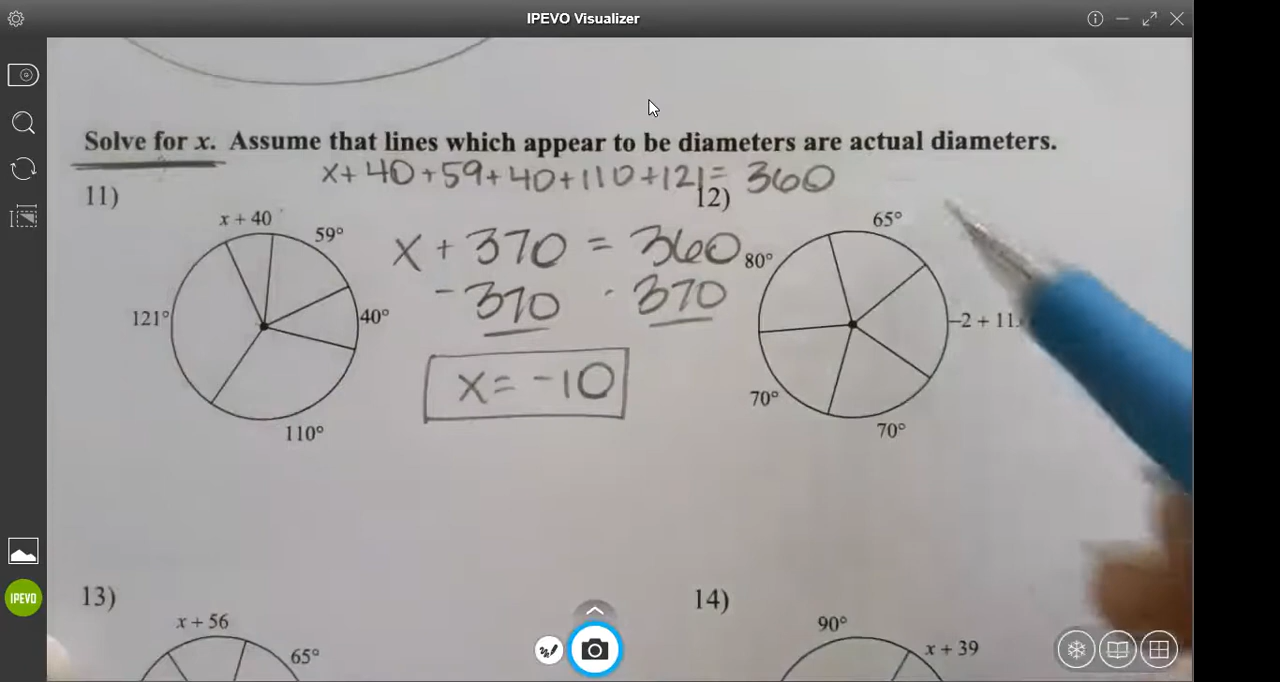 IPEVO Visualizer
Solve for x. Assume that lines which appear to be diameters are actual diameters.
x + 40 + 59 + 40 + 110 + 121 = 360
11)
x + 40
59°
40°
110°
121°
x + 370 = 360
- 370 - 370
x = -10
12)
65°
80°
-2 + 11
70°
70°
13)
x + 56
65°
14)
90°
x + 39
IPEVO